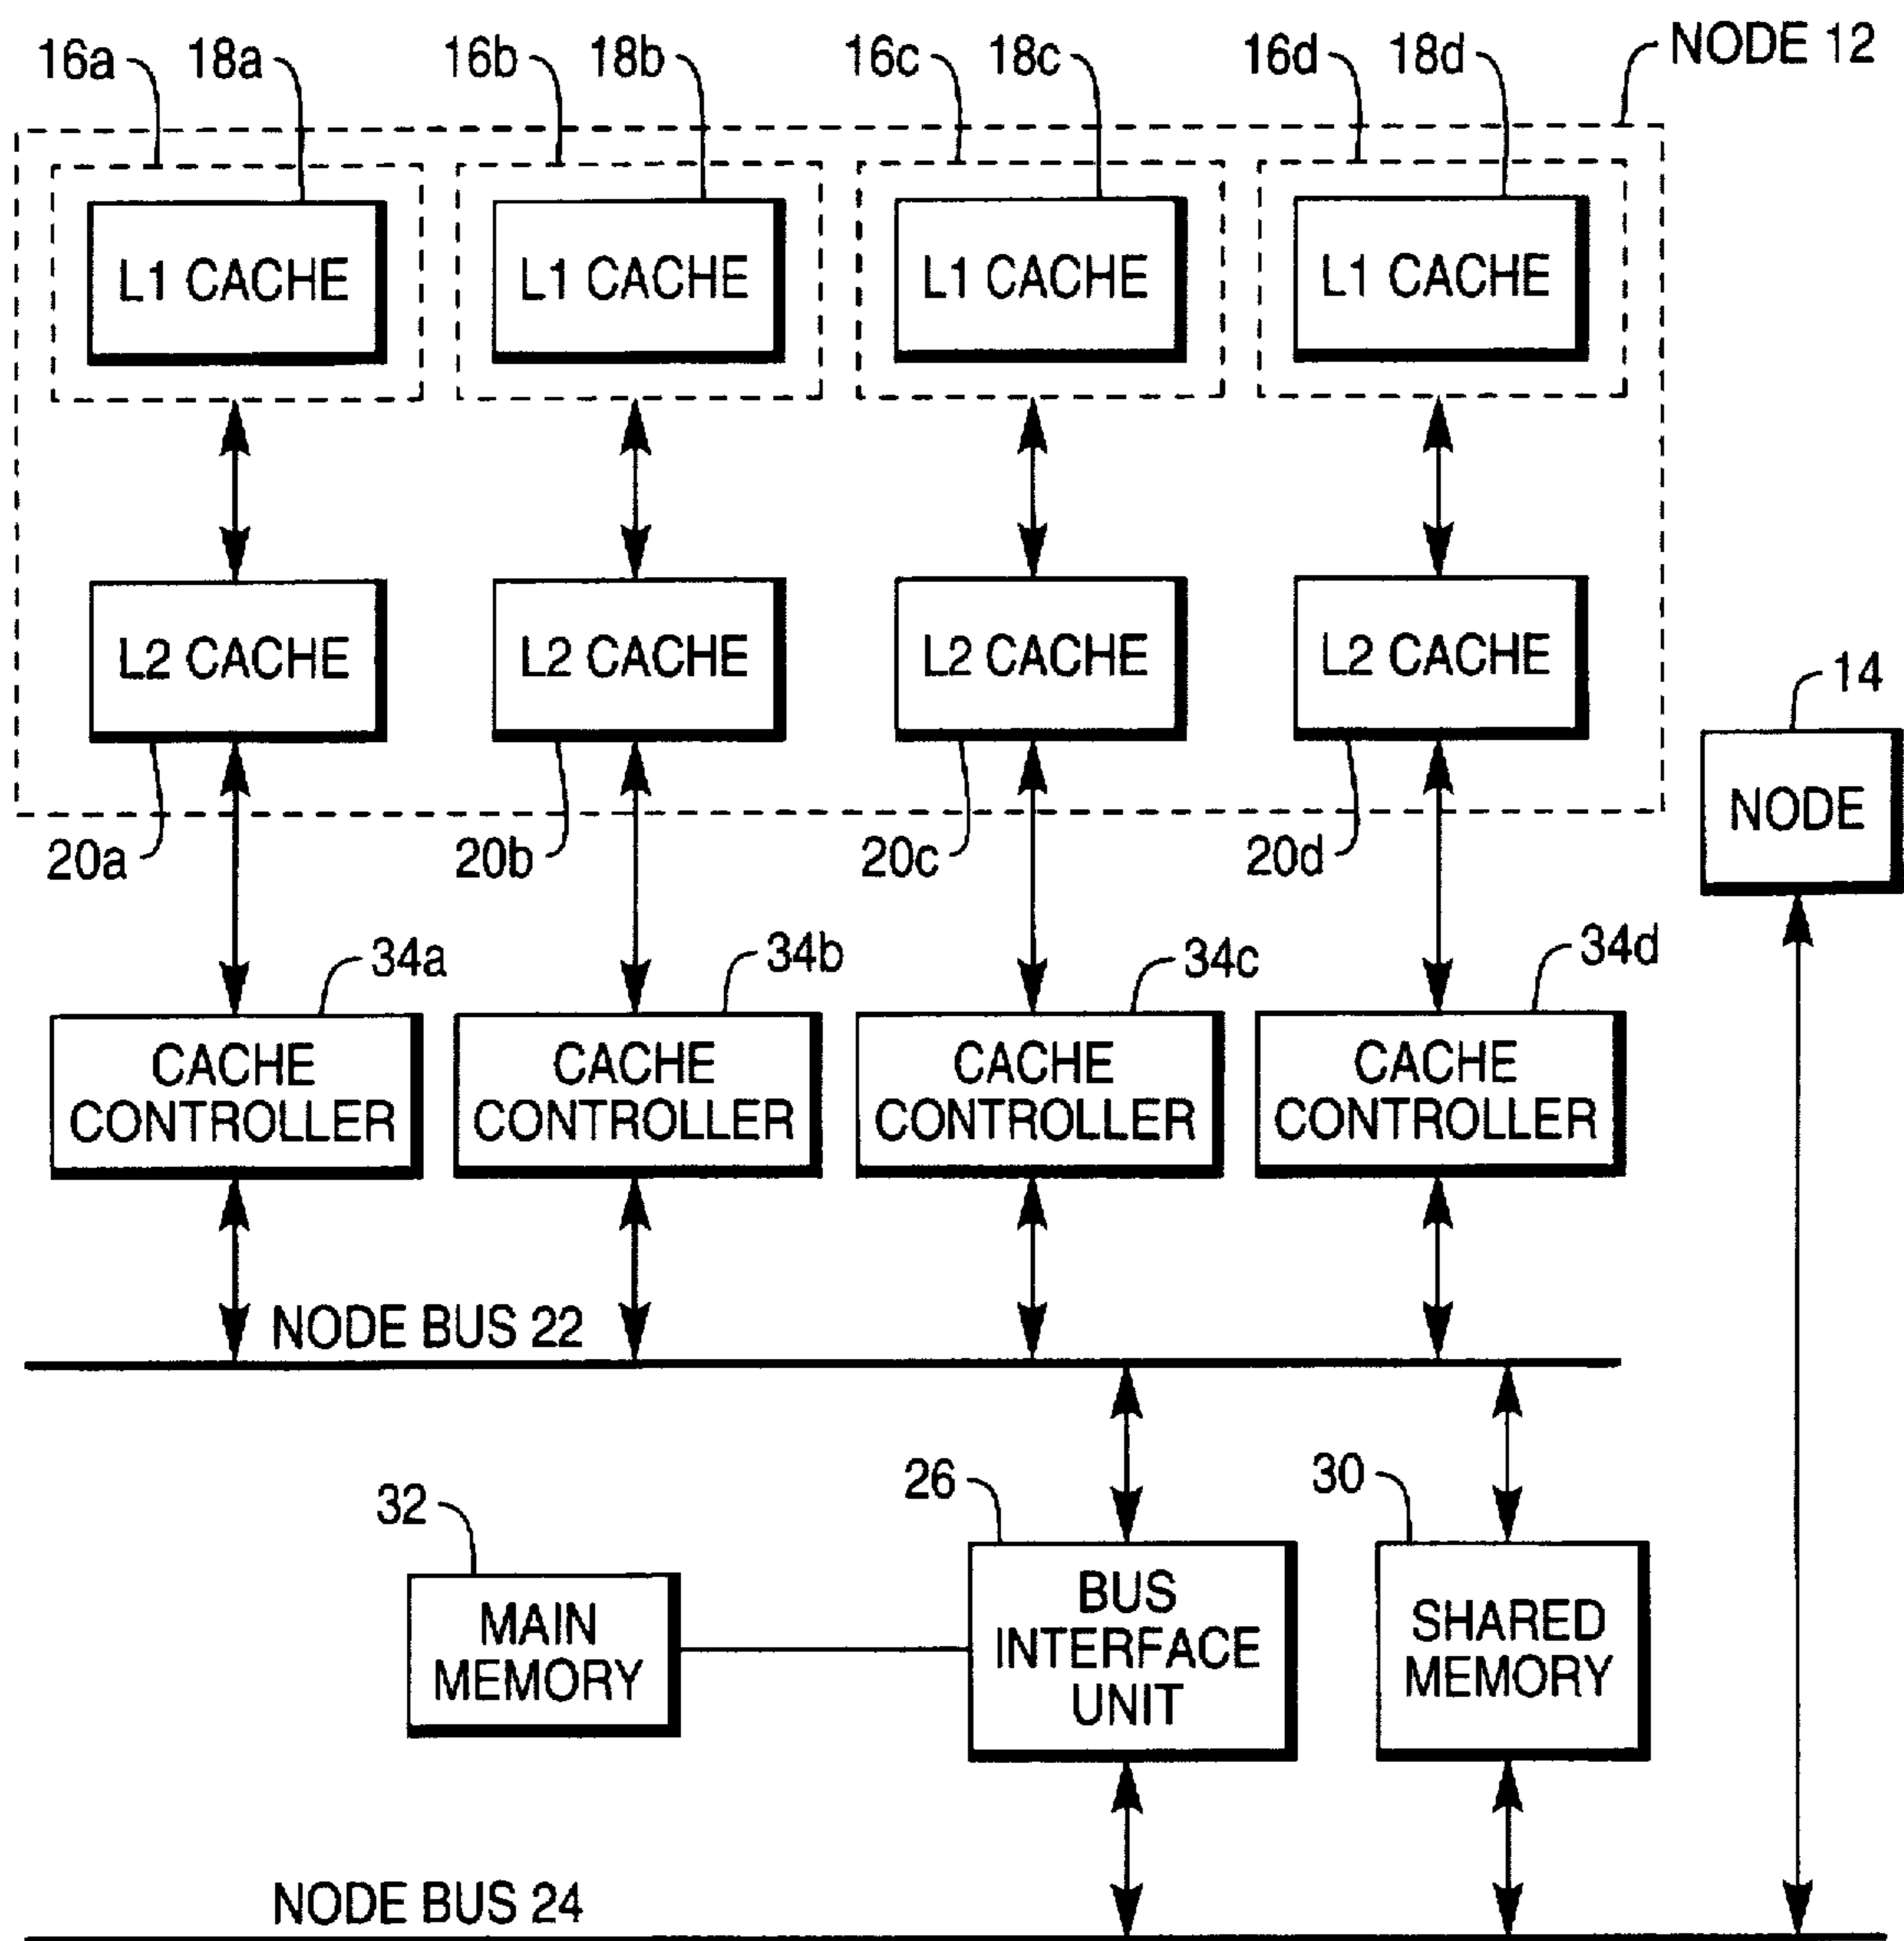 NODE 12
16a 18a 16b 18b 16c 18c 16d 18d
L1 CACHE L1 CACHE L1 CACHE L1 CACHE
L2 CACHE L2 CACHE L2 CACHE L2 CACHE
14
NODE
20a 20b 20c 20d
34a 34b 34c 34d
CACHE
CONTROLLER
CACHE
CONTROLLER
CACHE
CONTROLLER
CACHE
CONTROLLER
NODE BUS 22
32
26
30
MAIN
MEMORY
BUS
INTERFACE
UNIT
SHARED
MEMORY
NODE BUS 24